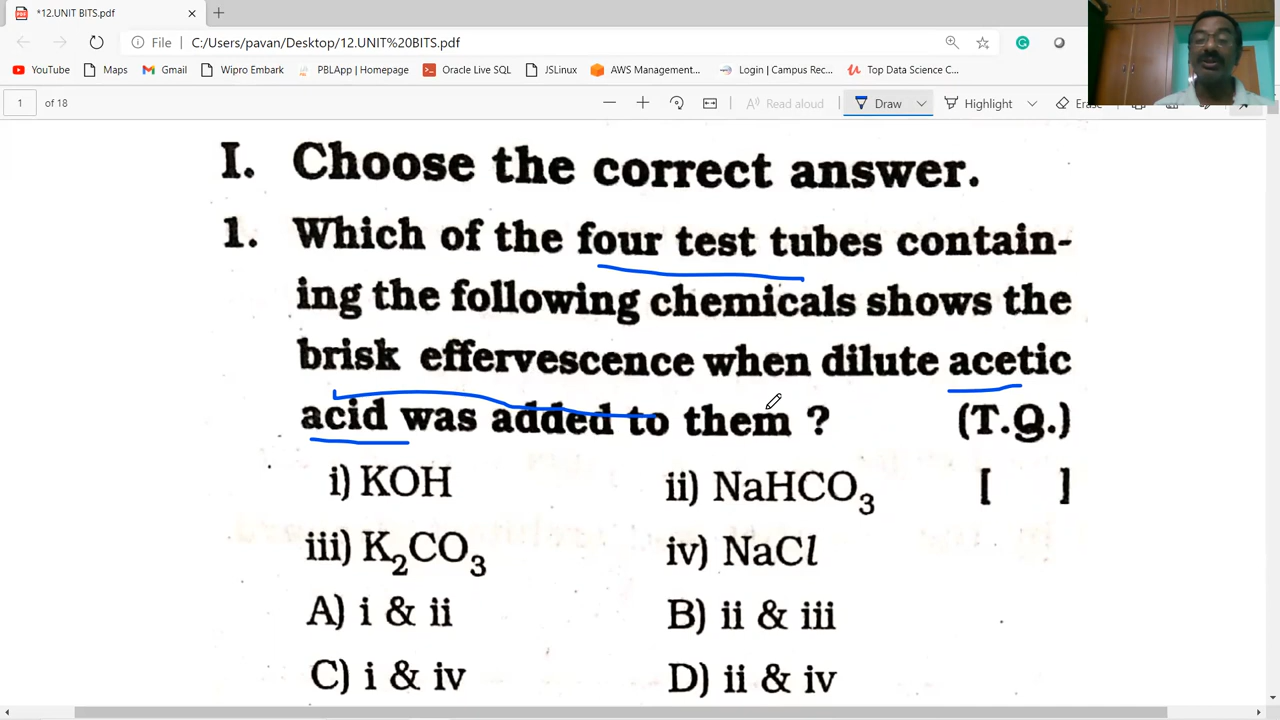 *12.UNIT BITS.pdf
File C:/Users/pavan/Desktop/12.UNIT%20BITS.pdf
YouTube Maps Gmail Wipro Embark PBLApp | Homepage Oracle Live SQL JSLinux AWS Management... Login | Campus Rec... Top Data Science C...
1 of 18 Read aloud Draw Highlight Erase
I. Choose the correct answer.
1. Which of the four test tubes contain-
ing the following chemicals shows the
brisk effervescence when dilute acetic
acid was added to them ? (T.Q.)
i) KOH ii) NaHCO₃ [ ]
iii) K₂CO₃ iv) NaCl
A) i & ii B) ii & iii
C) i & iv D) ii & iv